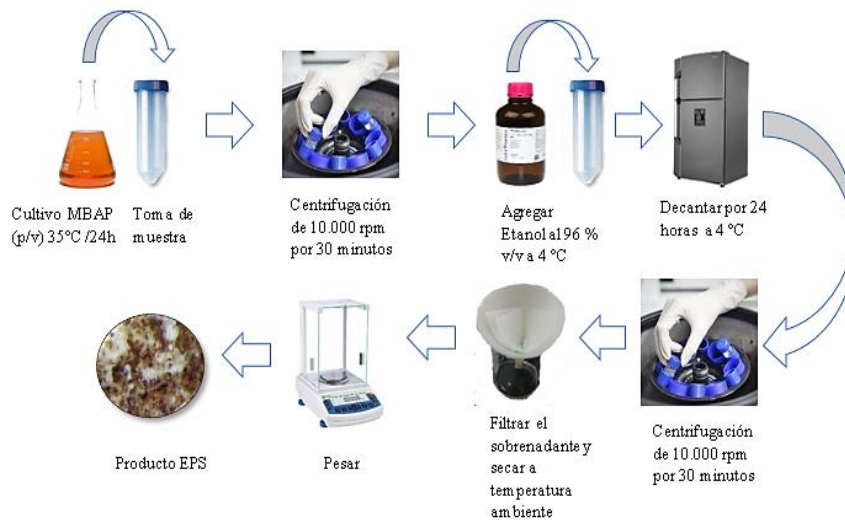 Cultivo MBAP
(p/v) 35°C /24h
Toma de
muestra
Centrifugación
de 10.000 rpm
por 30 minutos
Agregar
Etanol al 96 %
v/v a 4 °C
Decantar por 24
horas a 4 °C
Centrifugación
de 10.000 rpm
por 30 minutos
Filtrar el
sobrenadante y
secar a
temperatura
ambiente
Pesar
Producto EPS